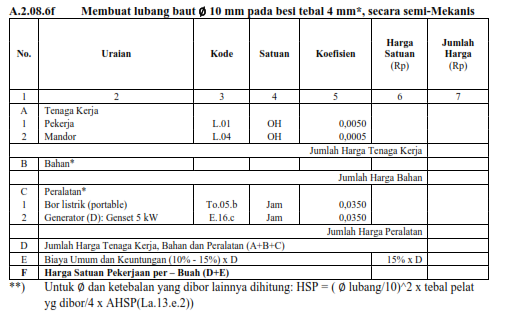 A.2.08.6f Membuat lubang baut Ø 10 mm pada besi tebal 4 mm*, secara semi-Mekanis
No. Uraian Kode Satuan Koefisien Harga Satuan (Rp) Jumlah Harga (Rp)
1 2 3 4 5 6 7
A Tenaga Kerja
1 Pekerja L.01 OH 0,0050
2 Mandor L.04 OH 0,0005
Jumlah Harga Tenaga Kerja
B Bahan*
Jumlah Harga Bahan
C Peralatan*
1 Bor listrik (portable) To.05.b Jam 0,0350
2 Generator (D): Genset 5 kW E.16.c Jam 0,0350
Jumlah Harga Peralatan
D Jumlah Harga Tenaga Kerja, Bahan dan Peralatan (A+B+C)
E Biaya Umum dan Keuntungan (10% - 15%) x D 15% x D
F Harga Satuan Pekerjaan per – Buah (D+E)
**) Untuk Ø dan ketebalan yang dibor lainnya dihitung: HSP = ( Ø lubang/10)^2 x tebal pelat
yg dibor/4 x AHSP(La.13.e.2))